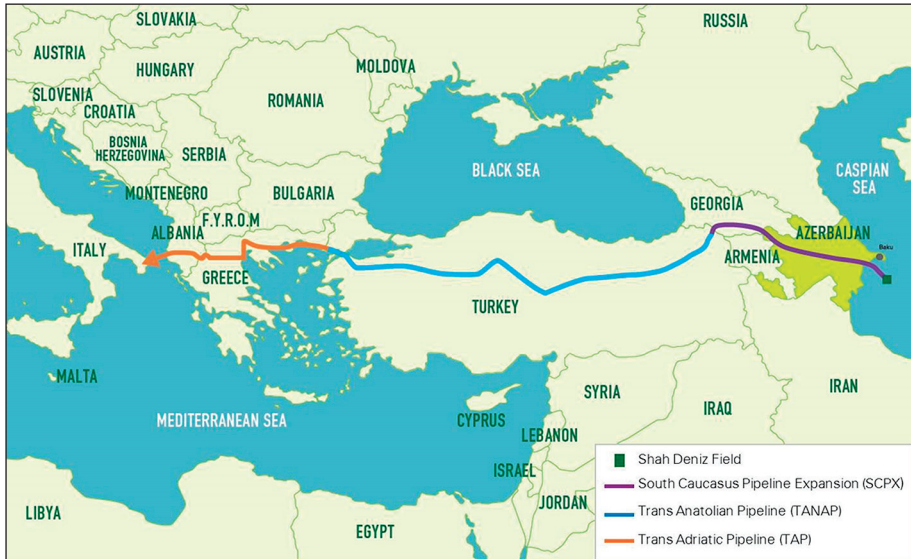 SLOVAKIA
RUSSIA
AUSTRIA
MOLDOVA
HUNGARY
SLOVENIA
ROMANIA
CROATIA
BOSNIA
HERZEGOVINA
SERBIA
BLACK SEA
CASPIAN
SEA
MONTENEGRO
BULGARIA
GEORGIA
F.Y.R.O.M
ALBANIA
AZERBAIJAN
ITALY
Baku
ARMENIA
GREECE
TURKEY
MALTA
SYRIA
IRAN
MEDITERRANEAN SEA
CYPRUS
IRAQ
LEBANON
ISRAEL
JORDAN
LIBYA
EGYPT
Shah Deniz Field
South Caucasus Pipeline Expansion (SCPX)
Trans Anatolian Pipeline (TANAP)
Trans Adriatic Pipeline (TAP)